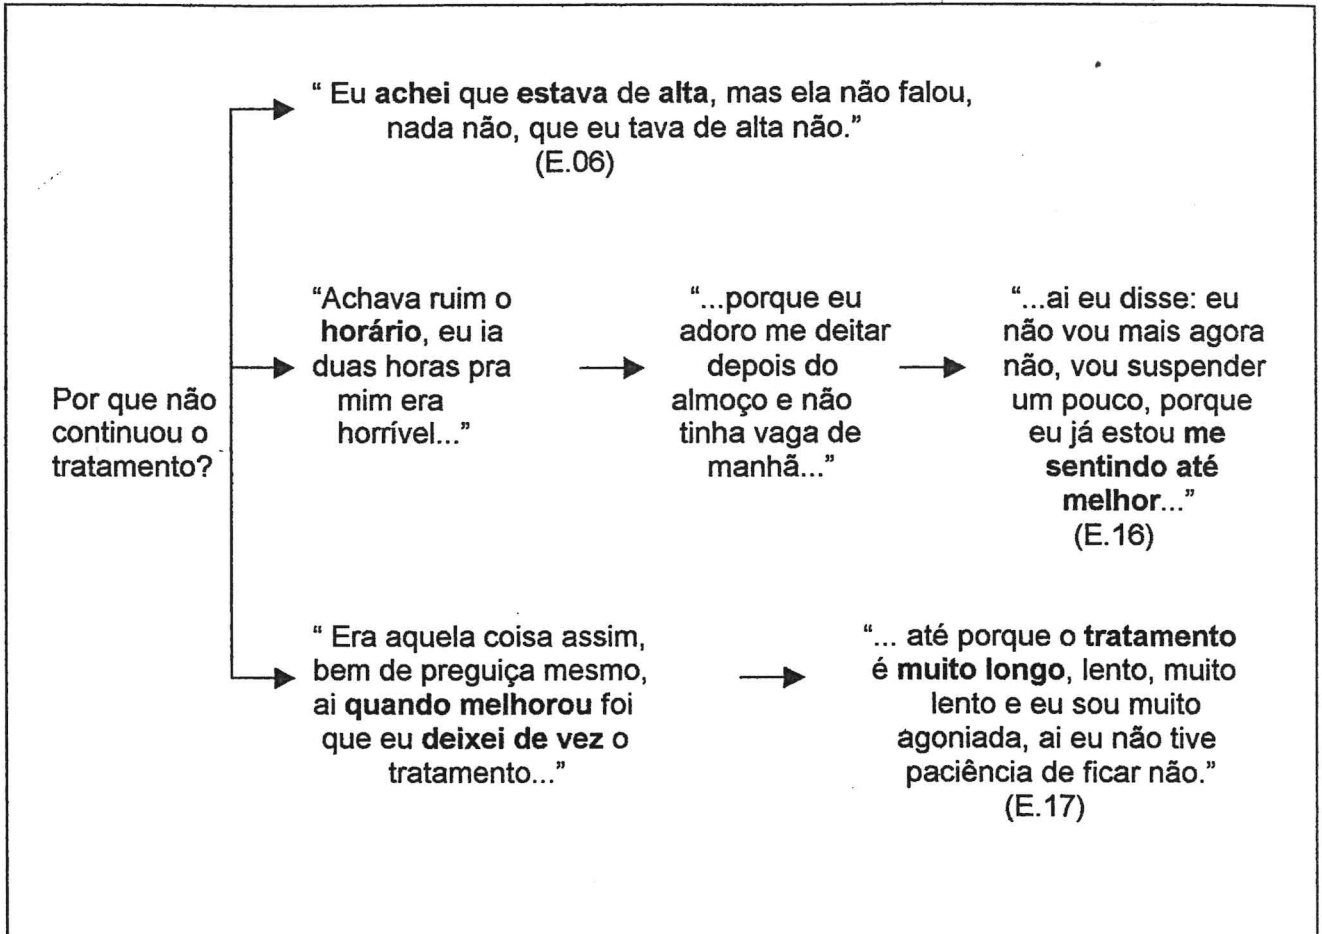 “ Eu achei que estava de alta, mas ela não falou,
nada não, que eu tava de alta não.”
(E.06)
Por que não
continuou o
tratamento?
“Achava ruim o
horário, eu ia
duas horas pra
mim era
horrível...”
“...porque eu
adoro me deitar
depois do
almoço e não
tinha vaga de
manhã...”
“...ai eu disse: eu
não vou mais agora
não, vou suspender
um pouco, porque
eu já estou me
sentindo até
melhor...”
(E.16)
“ Era aquela coisa assim,
bem de preguiça mesmo,
ai quando melhorou foi
que eu deixei de vez o
tratamento...”
“... até porque o tratamento
é muito longo, lento, muito
lento e eu sou muito
agoniada, ai eu não tive
paciência de ficar não.”
(E.17)